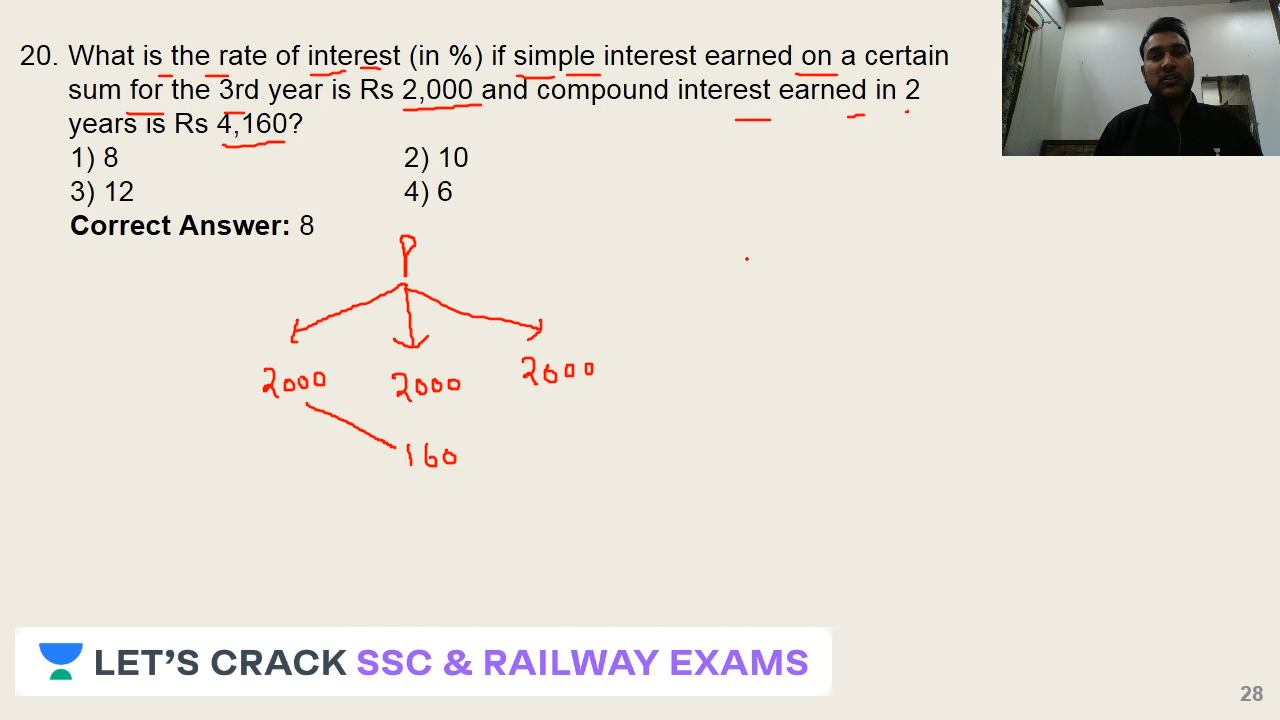 20. What is the rate of interest (in %) if simple interest earned on a certain
sum for the 3rd year is Rs 2,000 and compound interest earned in 2
years is Rs 4,160?
1) 8 2) 10
3) 12 4) 6
Correct Answer: 8
P
2000 2000 2000
160
LET'S CRACK SSC & RAILWAY EXAMS
28